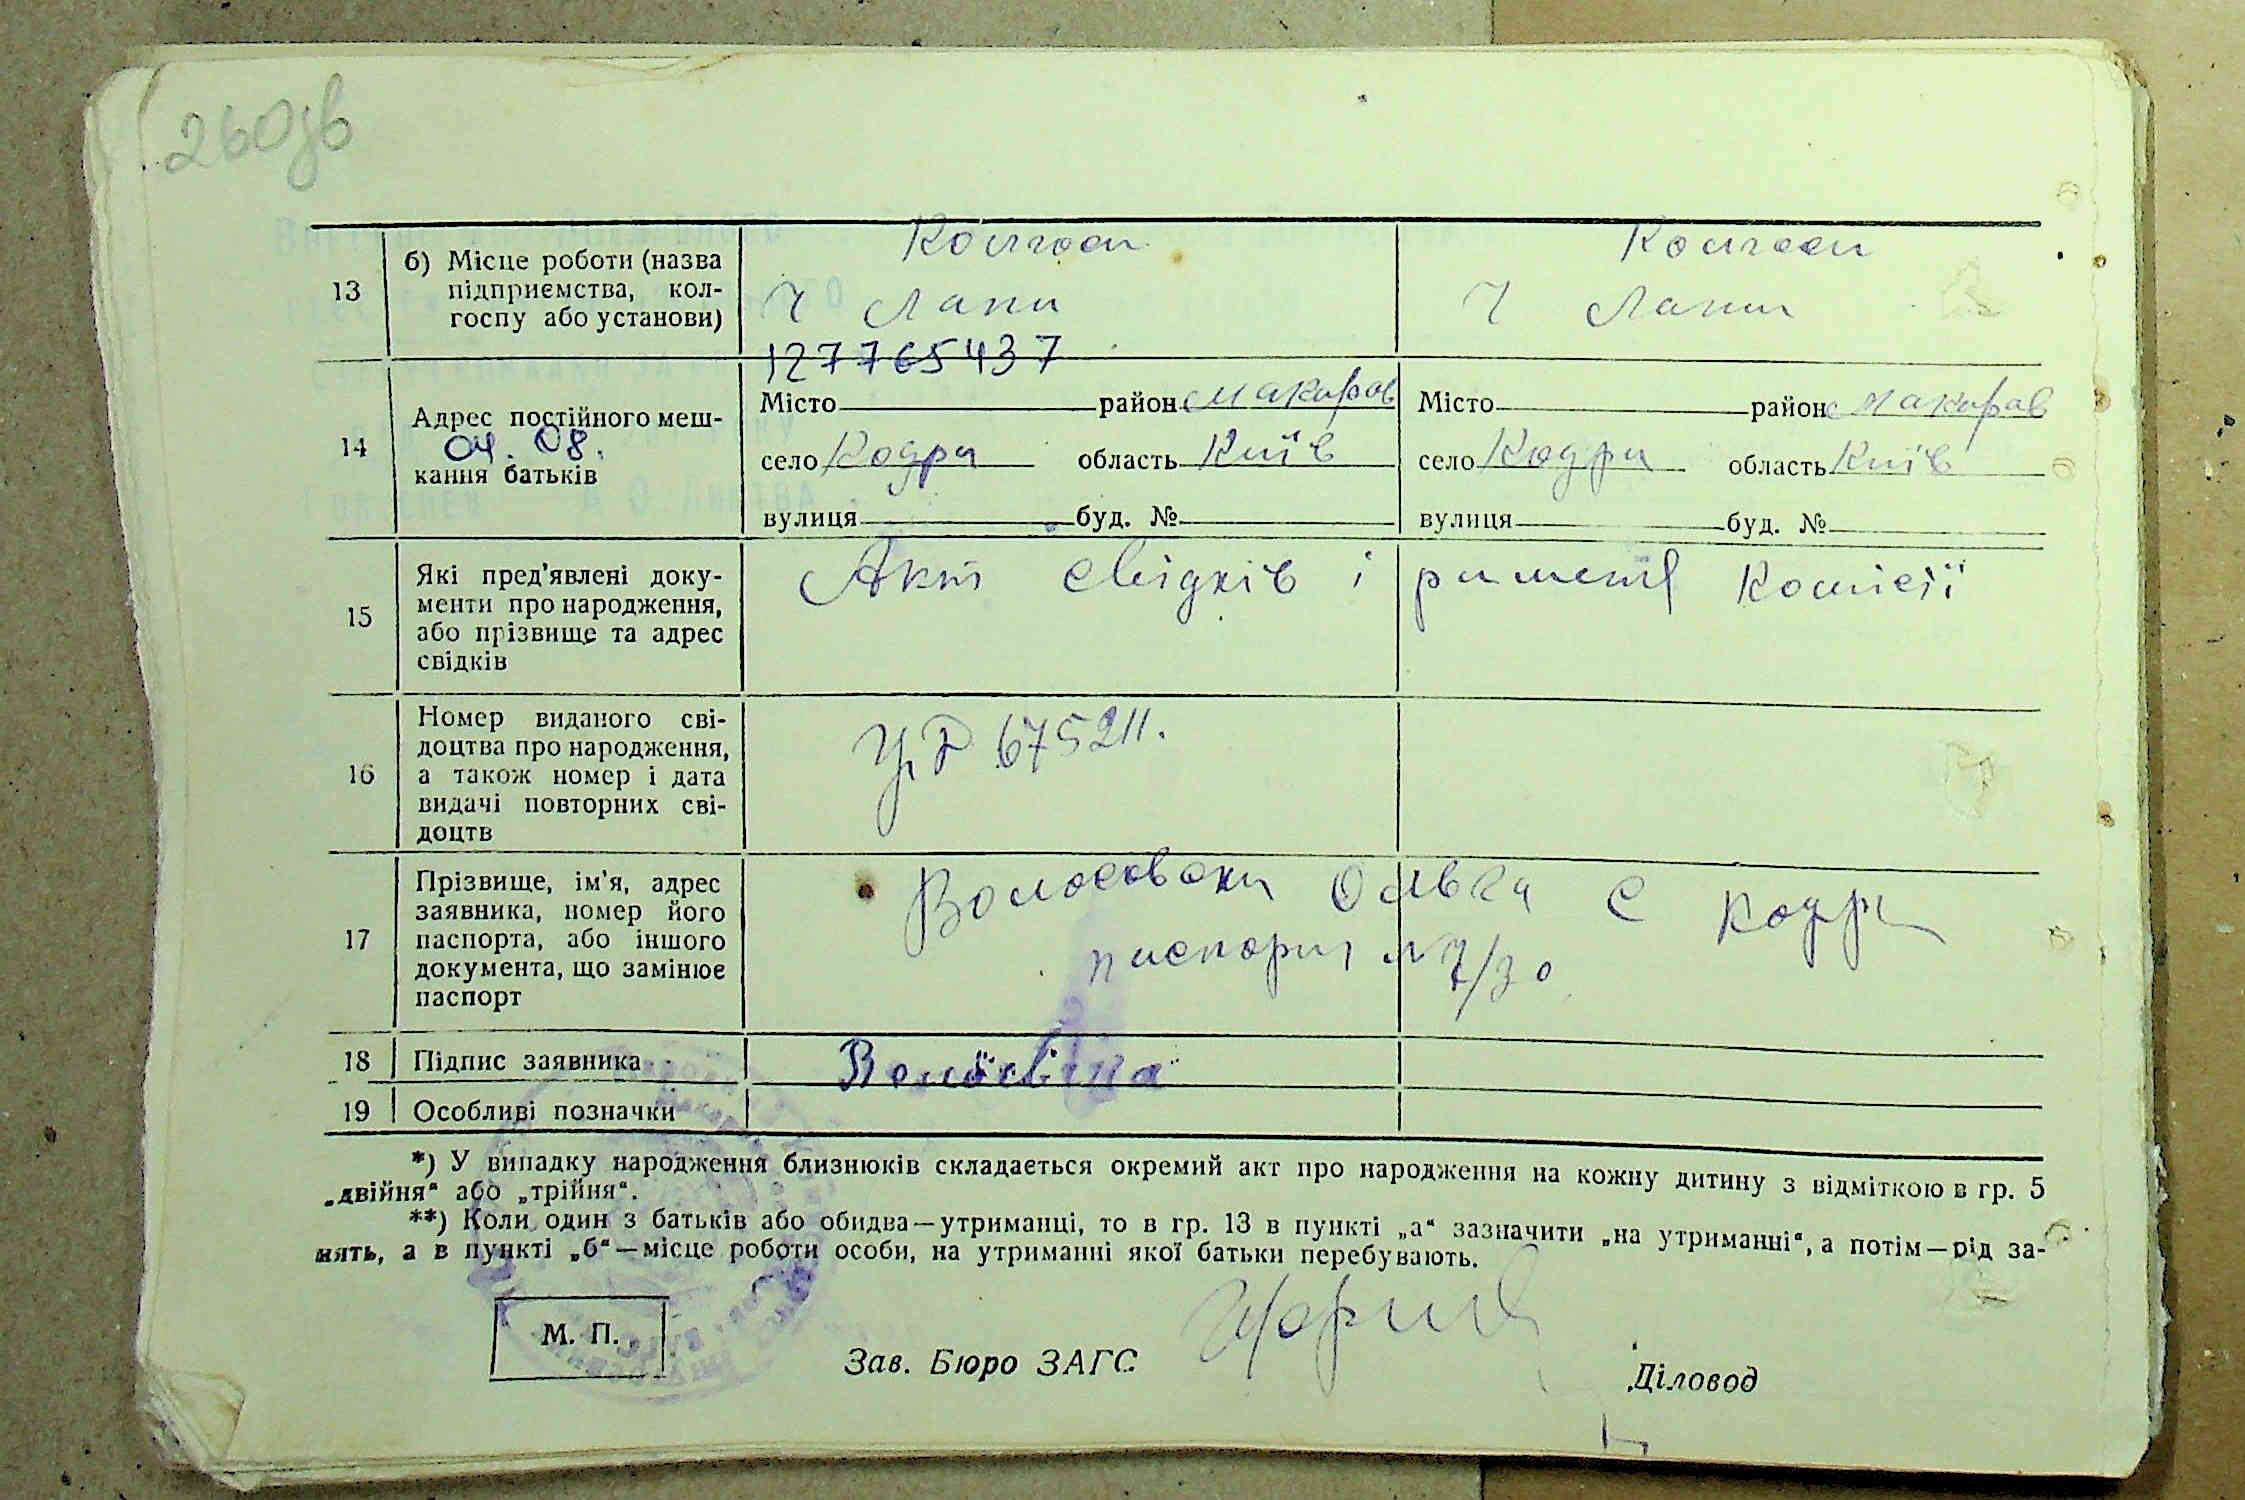 260зв
13
б) Місце роботи (назва
підприємства, кол-
госпу або установи)
Колгосп
Колгосп
Ч Лани
Ч Лани
127765437
14
Адрес постійного меш-
04. 08.
кання батьків
Місто район Макаров
село Кодра область Київ
вулиця буд. №
Місто район Макаров
село Кодра область Київ
вулиця буд. №
15
Які пред'явлені доку-
менти про народження,
або прізвище та адрес
свідків
Акт свідків і комісії
16
Номер виданого сві-
доцтва про народження,
а також номер і дата
видачі повторних сві-
доцтв
675211.
17
Прізвище, ім'я, адрес
заявника, номер його
паспорта, або іншого
документа, що замінює
паспорт
Ольга с Кодра
паспорт № 7/30
18 Підпис заявника
19 Особливі позначки
*) У випадку народження близнюків складається окремий акт про народження на кожну дитину з відміткою в гр. 5
„двійня“ або „трійня“.
**) Коли один з батьків або обидва—утриманці, то в гр. 13 в пункті „а“ зазначити „на утриманні“, а потім—рід за-
нять, а в пункті „б“—місце роботи особи, на утриманні якої батьки перебувають.
М. П.
Зав. Бюро ЗАГС
Діловод